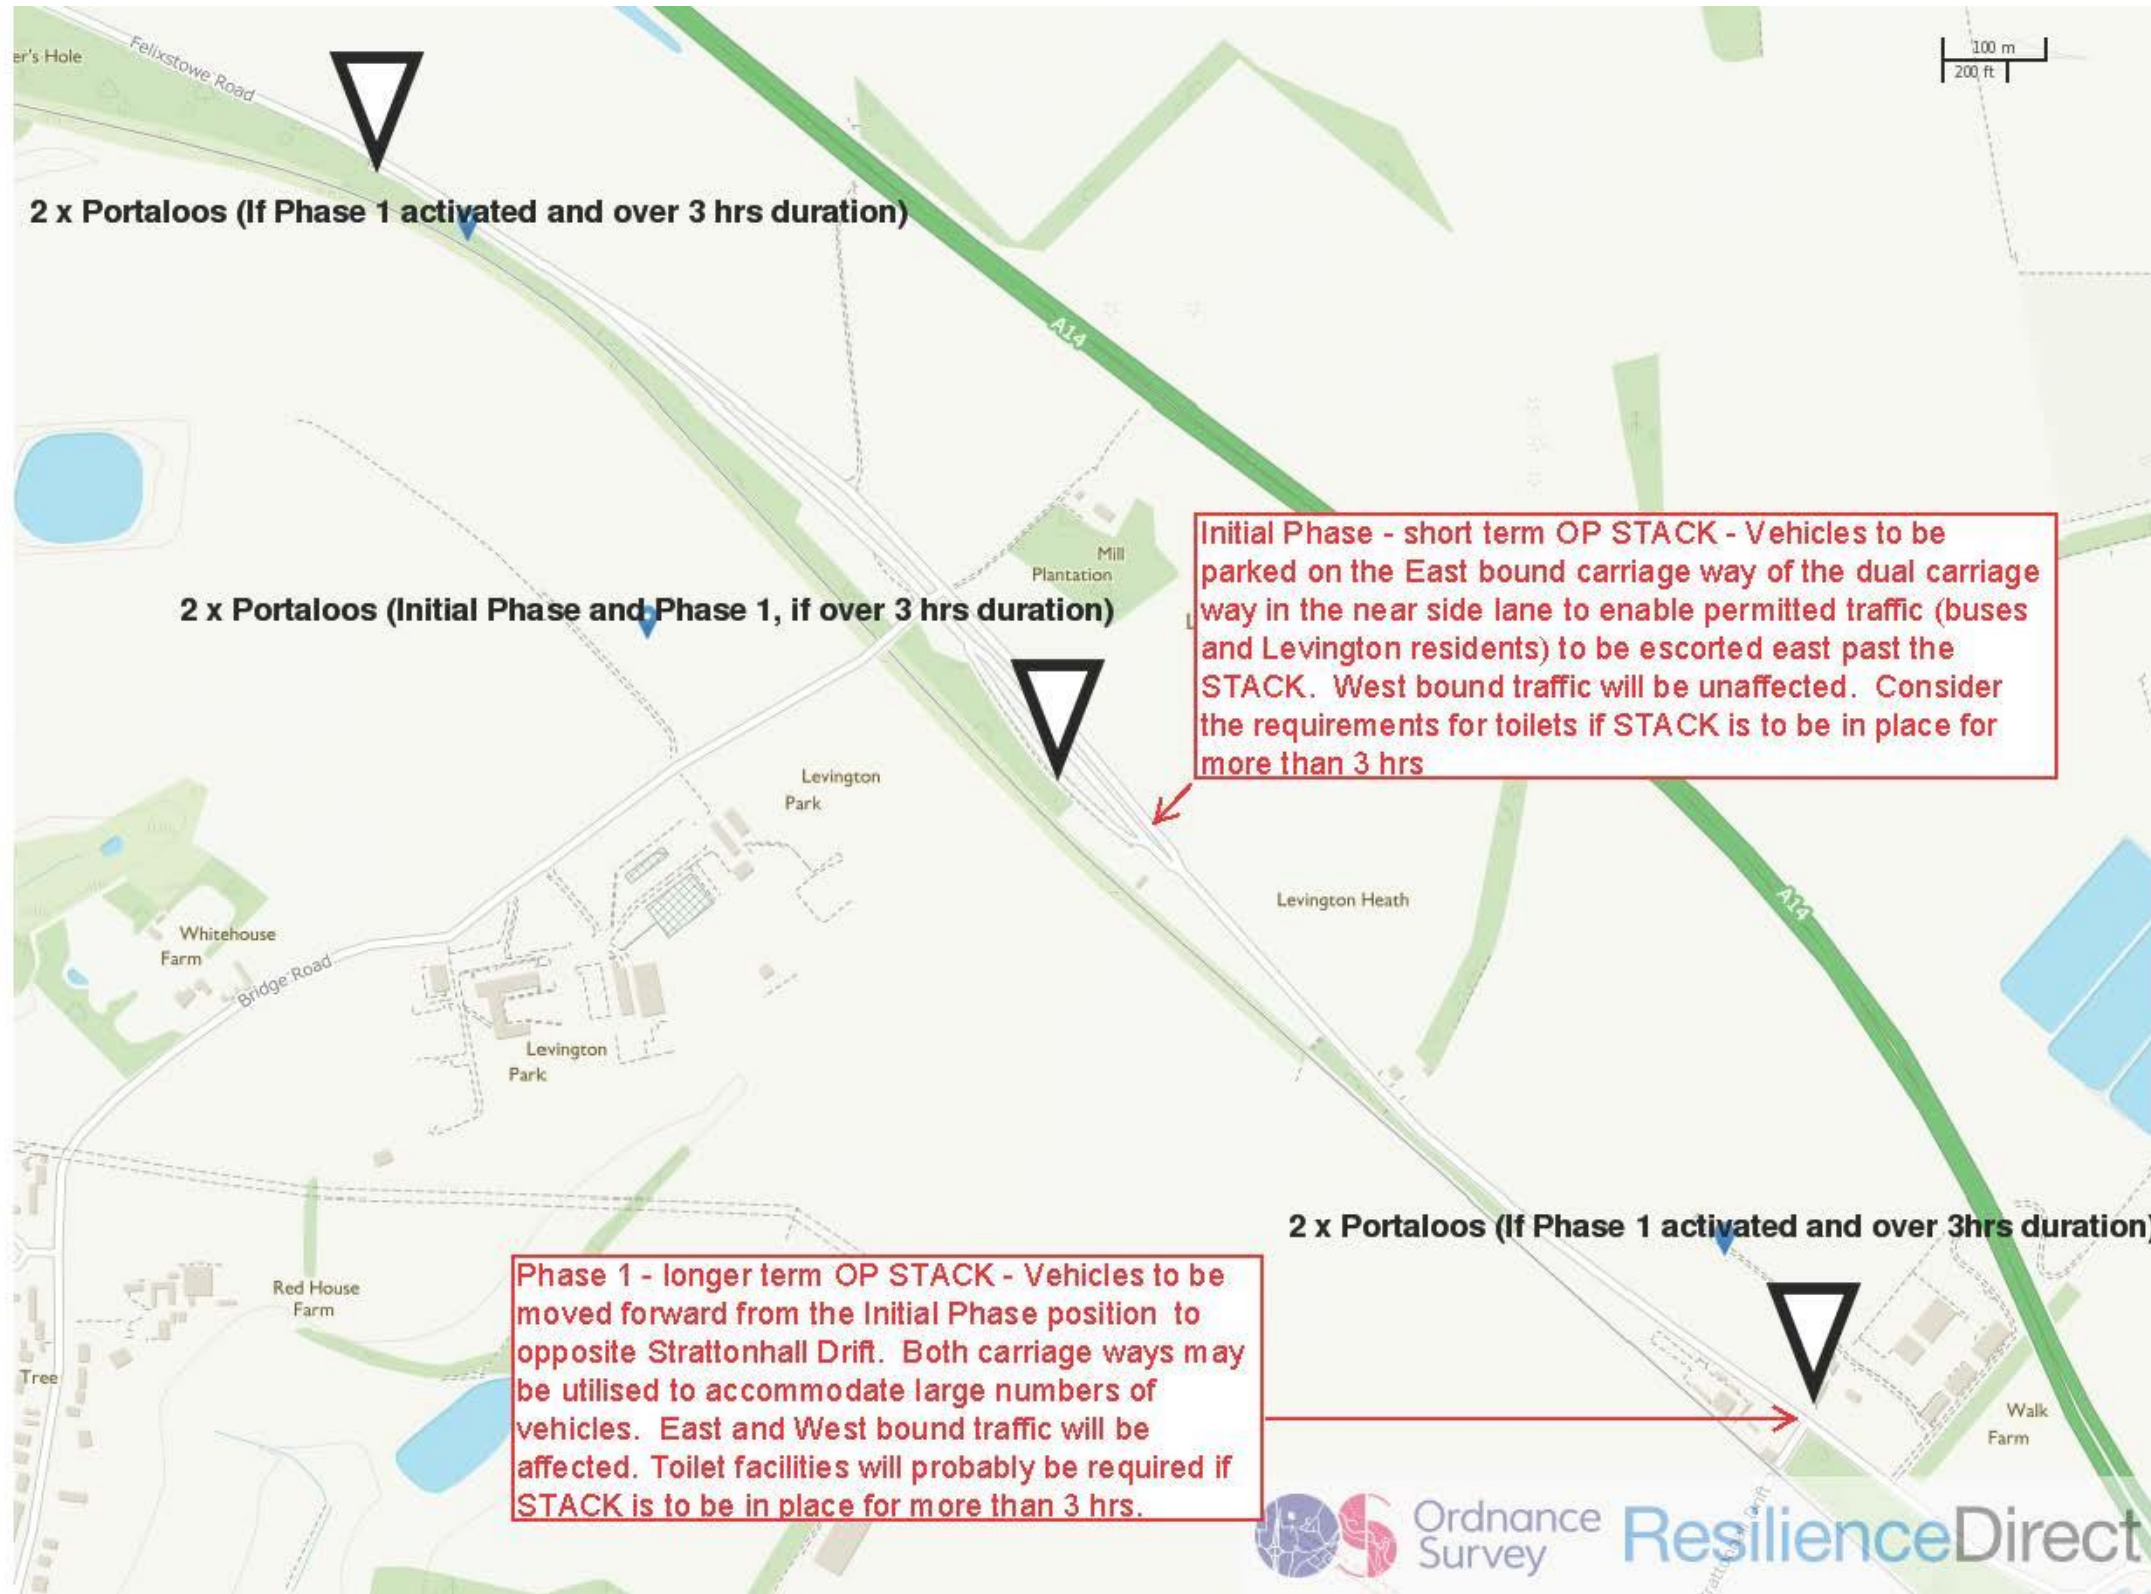 er's Hole
Felixstowe Road
100 m
200 ft
2 x Portaloos (If Phase 1 activated and over 3 hrs duration)
A14
Mill
Plantation
Initial Phase - short term OP STACK - Vehicles to be
parked on the East bound carriage way of the dual carriage
way in the near side lane to enable permitted traffic (buses
and Levington residents) to be escorted east past the
STACK. West bound traffic will be unaffected. Consider
the requirements for toilets if STACK is to be in place for
more than 3 hrs
2 x Portaloos (Initial Phase and Phase 1, if over 3 hrs duration)
Levington
Park
Levington Heath
A14
Whitehouse
Farm
Bridge Road
Levington
Park
2 x Portaloos (If Phase 1 activated and over 3hrs duration)
Red House
Farm
Phase 1 - longer term OP STACK - Vehicles to be
moved forward from the Initial Phase position to
opposite Strattonhall Drift. Both carriage ways may
be utilised to accommodate large numbers of
vehicles. East and West bound traffic will be
affected. Toilet facilities will probably be required if
STACK is to be in place for more than 3 hrs.
Tree
Walk
Farm
Ordnance
Survey
ResilienceDirect